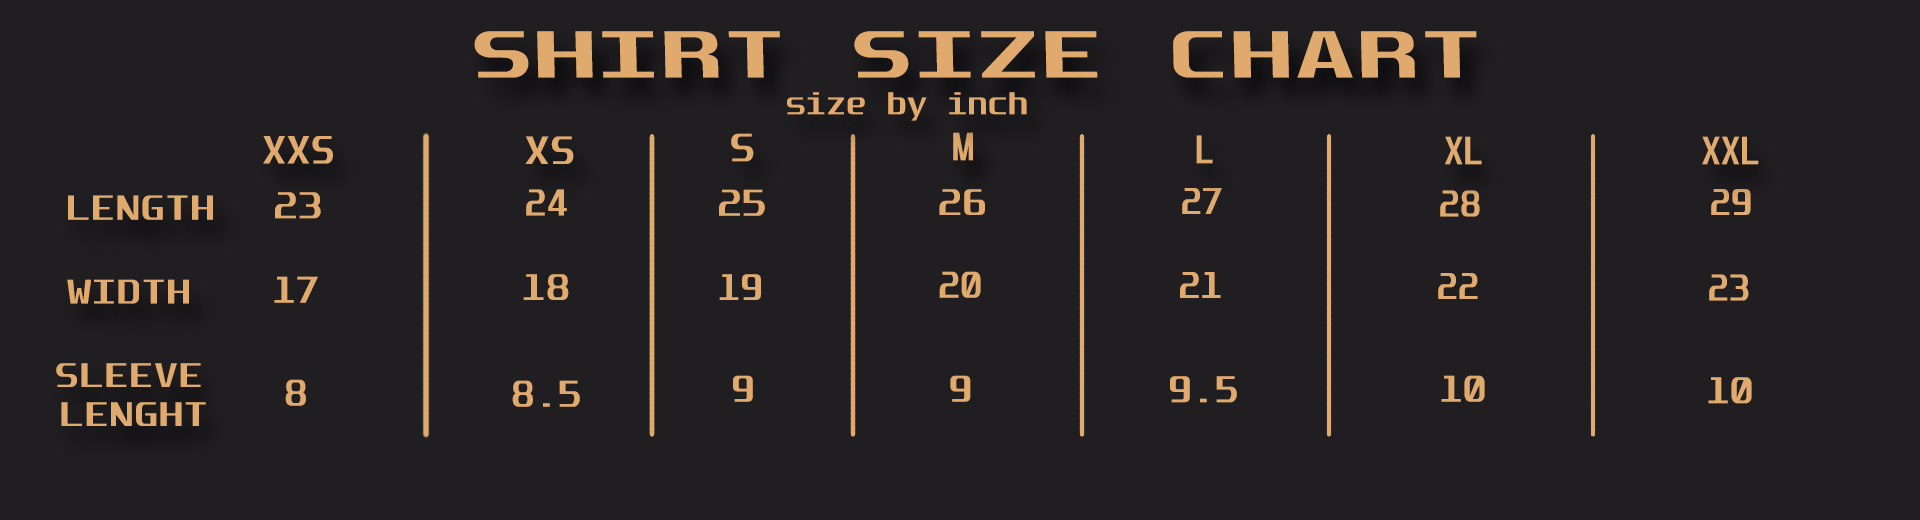 SHIRT SIZE CHART
size by inch
XXS XS S M L XL XXL
LENGTH 23 24 25 26 27 28 29
WIDTH 17 18 19 20 21 22 23
SLEEVE
LENGHT 8 8.5 9 9 9.5 10 10